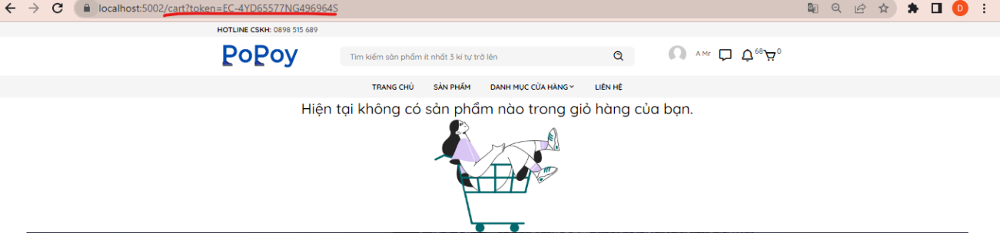 localhost:5002/cart?token=EC-4YD65577NG496964S
D
HOTLINE CSKH: 0898 515 689
PoPoy
Tìm kiếm sản phẩm ít nhất 3 kí tự trở lên
A Mr
68
0
TRANG CHỦ SẢN PHẨM DANH MỤC CỬA HÀNG LIÊN HỆ
Hiện tại không có sản phẩm nào trong giỏ hàng của bạn.